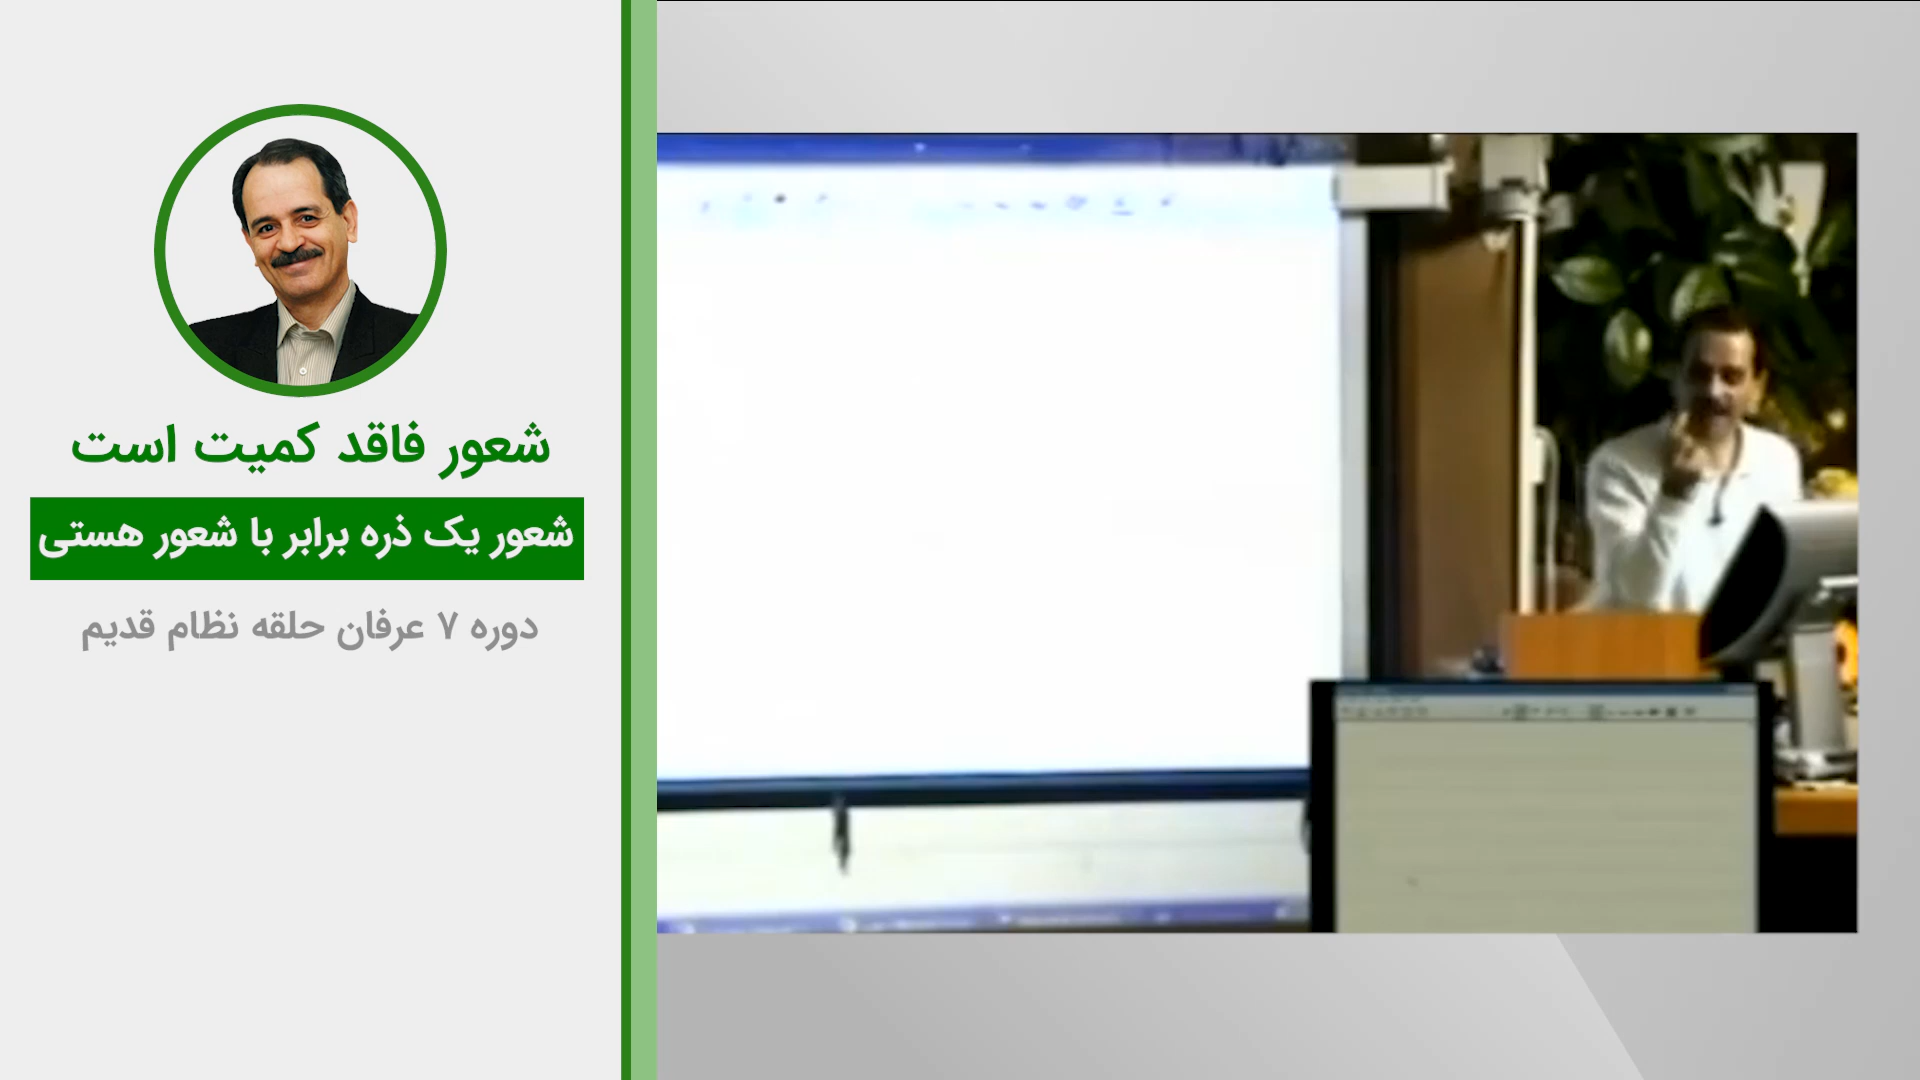 شعور فاقد کمیت است
شعور یک ذره برابر با شعور هستی
دوره ۷ عرفان حلقه نظام قدیم